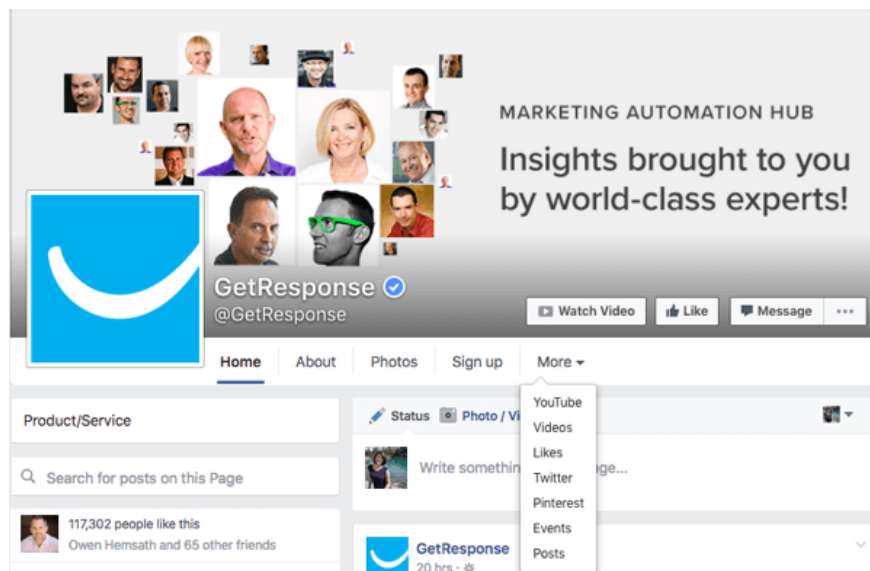 MARKETING AUTOMATION HUB
Insights brought to you
by world-class experts!
GetResponse
@GetResponse
Watch Video
Like
Message
Home
About
Photos
Sign up
More
YouTube
Videos
Likes
Twitter
Pinterest
Events
Posts
Product/Service
Search for posts on this Page
117,302 people like this
Owen Hemsath and 65 other friends
Status
Photo / Vi
Write somethin
ge...
GetResponse
20 hrs ·